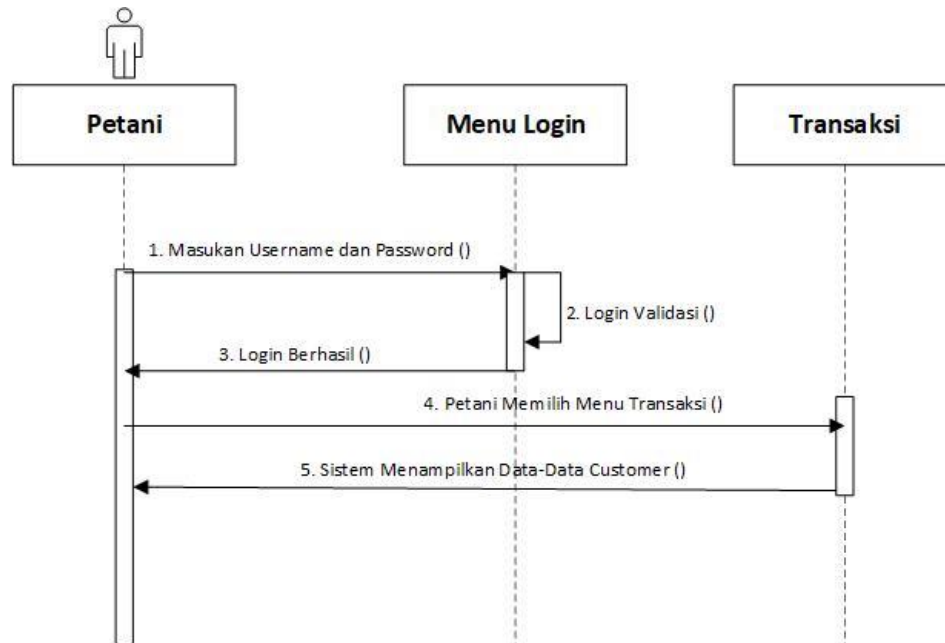 Petani
Menu Login
Transaksi
1. Masukan Username dan Password ()
2. Login Validasi ()
3. Login Berhasil ()
4. Petani Memilih Menu Transaksi ()
5. Sistem Menampilkan Data-Data Customer ()